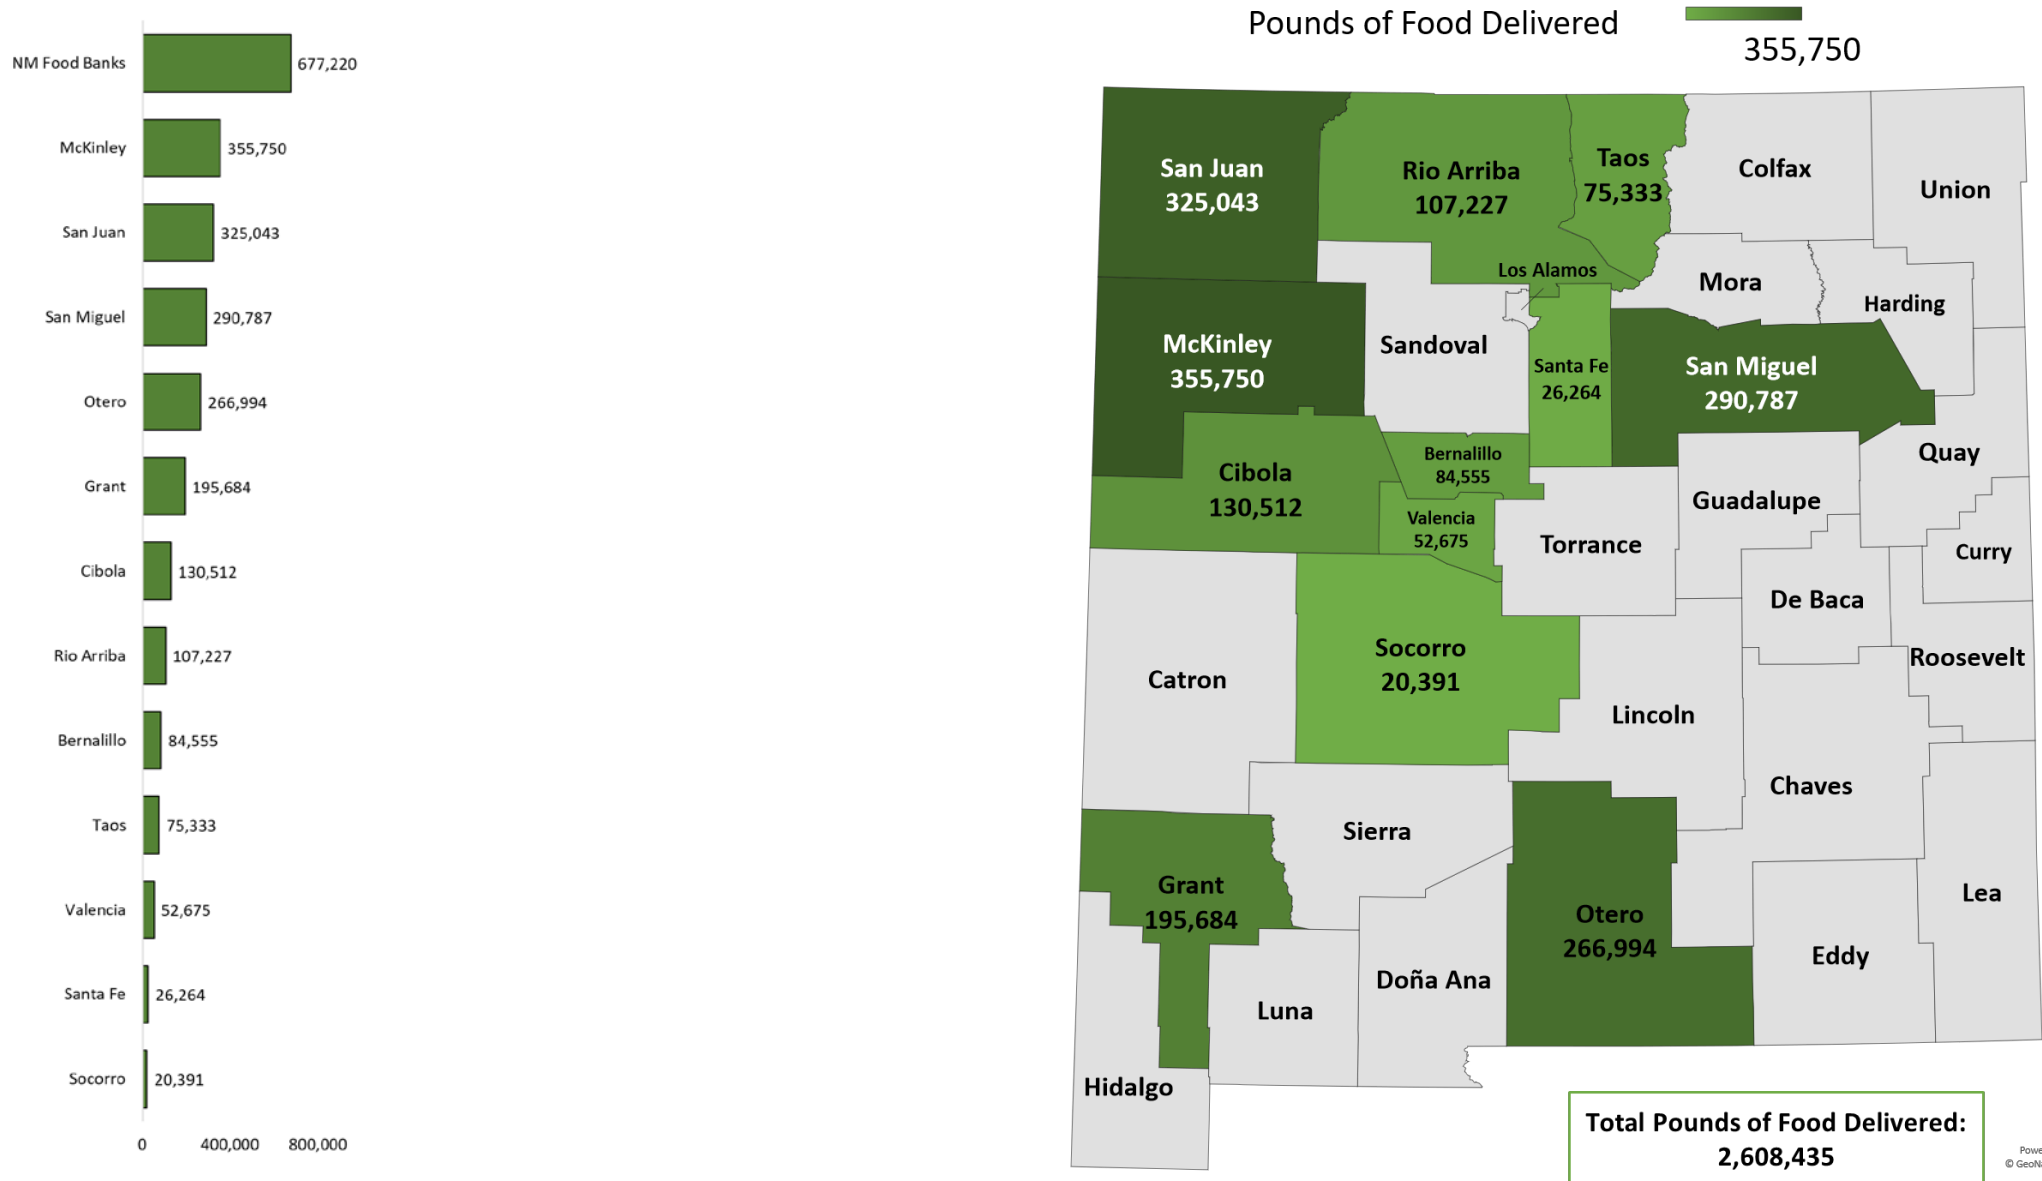 NM Food Banks 677,220
McKinley 355,750
San Juan 325,043
San Miguel 290,787
Otero 266,994
Grant 195,684
Cibola 130,512
Rio Arriba 107,227
Bernalillo 84,555
Taos 75,333
Valencia 52,675
Santa Fe 26,264
Socorro 20,391
0 400,000 800,000
Pounds of Food Delivered
355,750
San Juan
325,043
Rio Arriba
107,227
Taos
75,333
Colfax
Union
Los Alamos
Mora
Harding
McKinley
355,750
Sandoval
Santa Fe
26,264
San Miguel
290,787
Cibola
130,512
Bernalillo
84,555
Valencia
52,675
Torrance
Guadalupe
Quay
Curry
De Baca
Roosevelt
Catron
Socorro
20,391
Lincoln
Chaves
Sierra
Grant
195,684
Otero
266,994
Lea
Eddy
Doña Ana
Luna
Hidalgo
Total Pounds of Food Delivered:
2,608,435